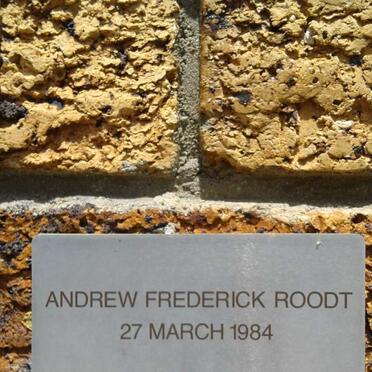 ANDREW FREDERICK ROODT
27 MARCH 1984